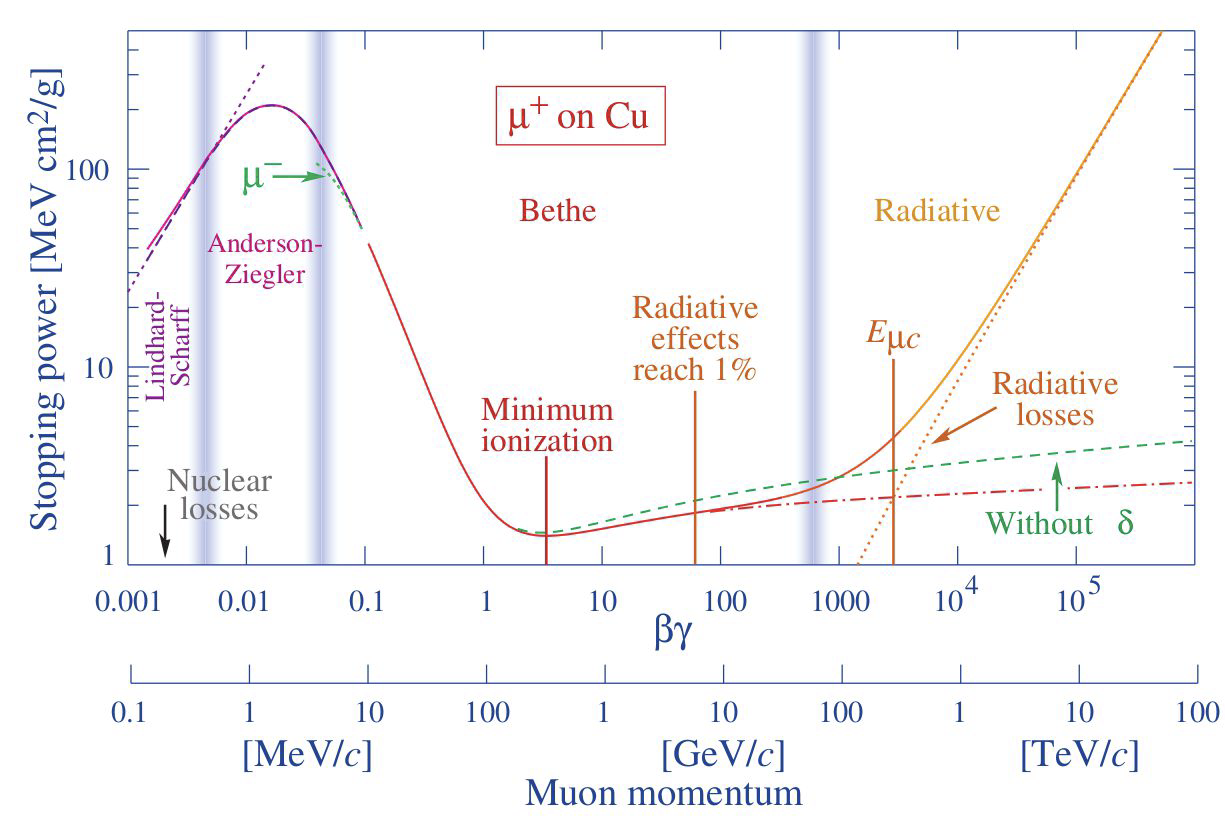 Stopping power [MeV cm²/g]
100
10
1
μ⁺ on Cu
μ⁻
Bethe
Radiative
Anderson-
Ziegler
Lindhard-
Scharff
Radiative
effects
reach 1%
Eμc
Radiative
losses
Minimum
ionization
Nuclear
losses
Without δ
0.001 0.01 0.1 1 10 100 1000 10⁴ 10⁵
βγ
0.1 1 10 100 1 10 100 1 10 100
[MeV/c] [GeV/c] [TeV/c]
Muon momentum